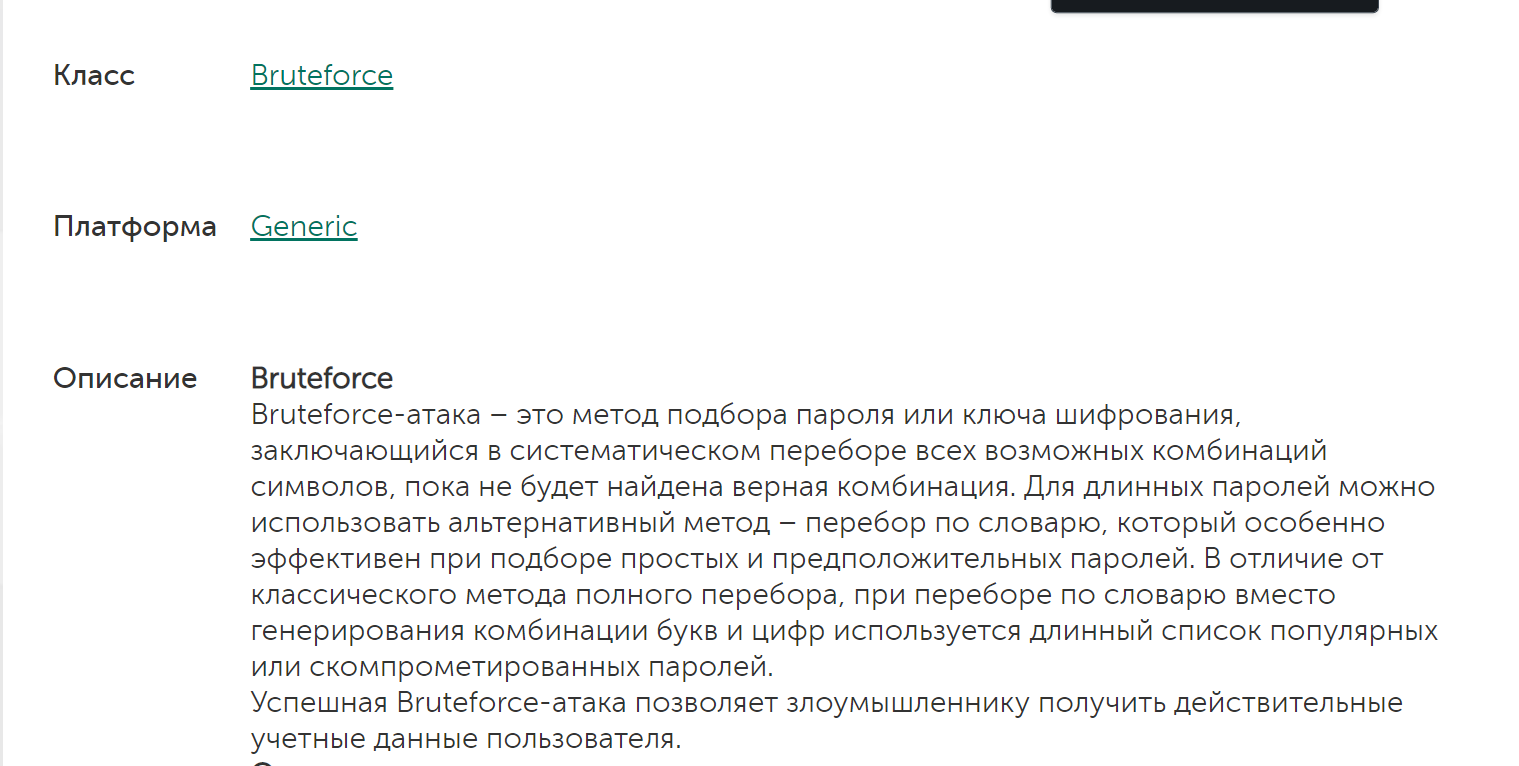 Класс Bruteforce
Платформа Generic
Описание Bruteforce
Bruteforce-атака – это метод подбора пароля или ключа шифрования,
заключающийся в систематическом переборе всех возможных комбинаций
символов, пока не будет найдена верная комбинация. Для длинных паролей можно
использовать альтернативный метод – перебор по словарю, который особенно
эффективен при подборе простых и предположительных паролей. В отличие от
классического метода полного перебора, при переборе по словарю вместо
генерирования комбинации букв и цифр используется длинный список популярных
или скомпрометированных паролей.
Успешная Bruteforce-атака позволяет злоумышленнику получить действительные
учетные данные пользователя.